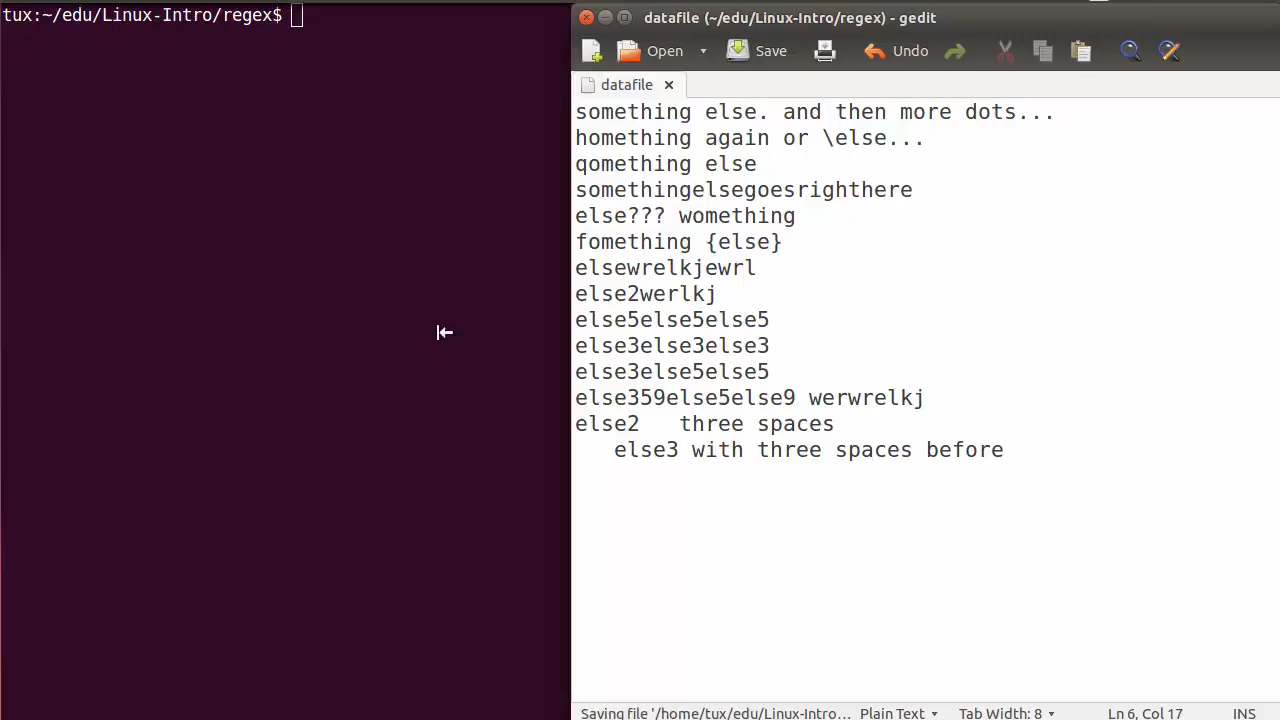 tux:~/edu/Linux-Intro/regex$
datafile (~/edu/Linux-Intro/regex) - gedit
Open Save Undo
datafile
something else. and then more dots...
homething again or \else...
qomething else
somethingelsegoesrighthere
else??? womething
fomething {else}
elsewrelkjewrl
else2werlkj
else5else5else5
else3else3else3
else3else5else5
else359else5else9 werwrelkj
else2   three spaces
   else3 with three spaces before
Saving file '/home/tux/edu/Linux-Intro... Plain Text Tab Width: 8 Ln 6, Col 17 INS